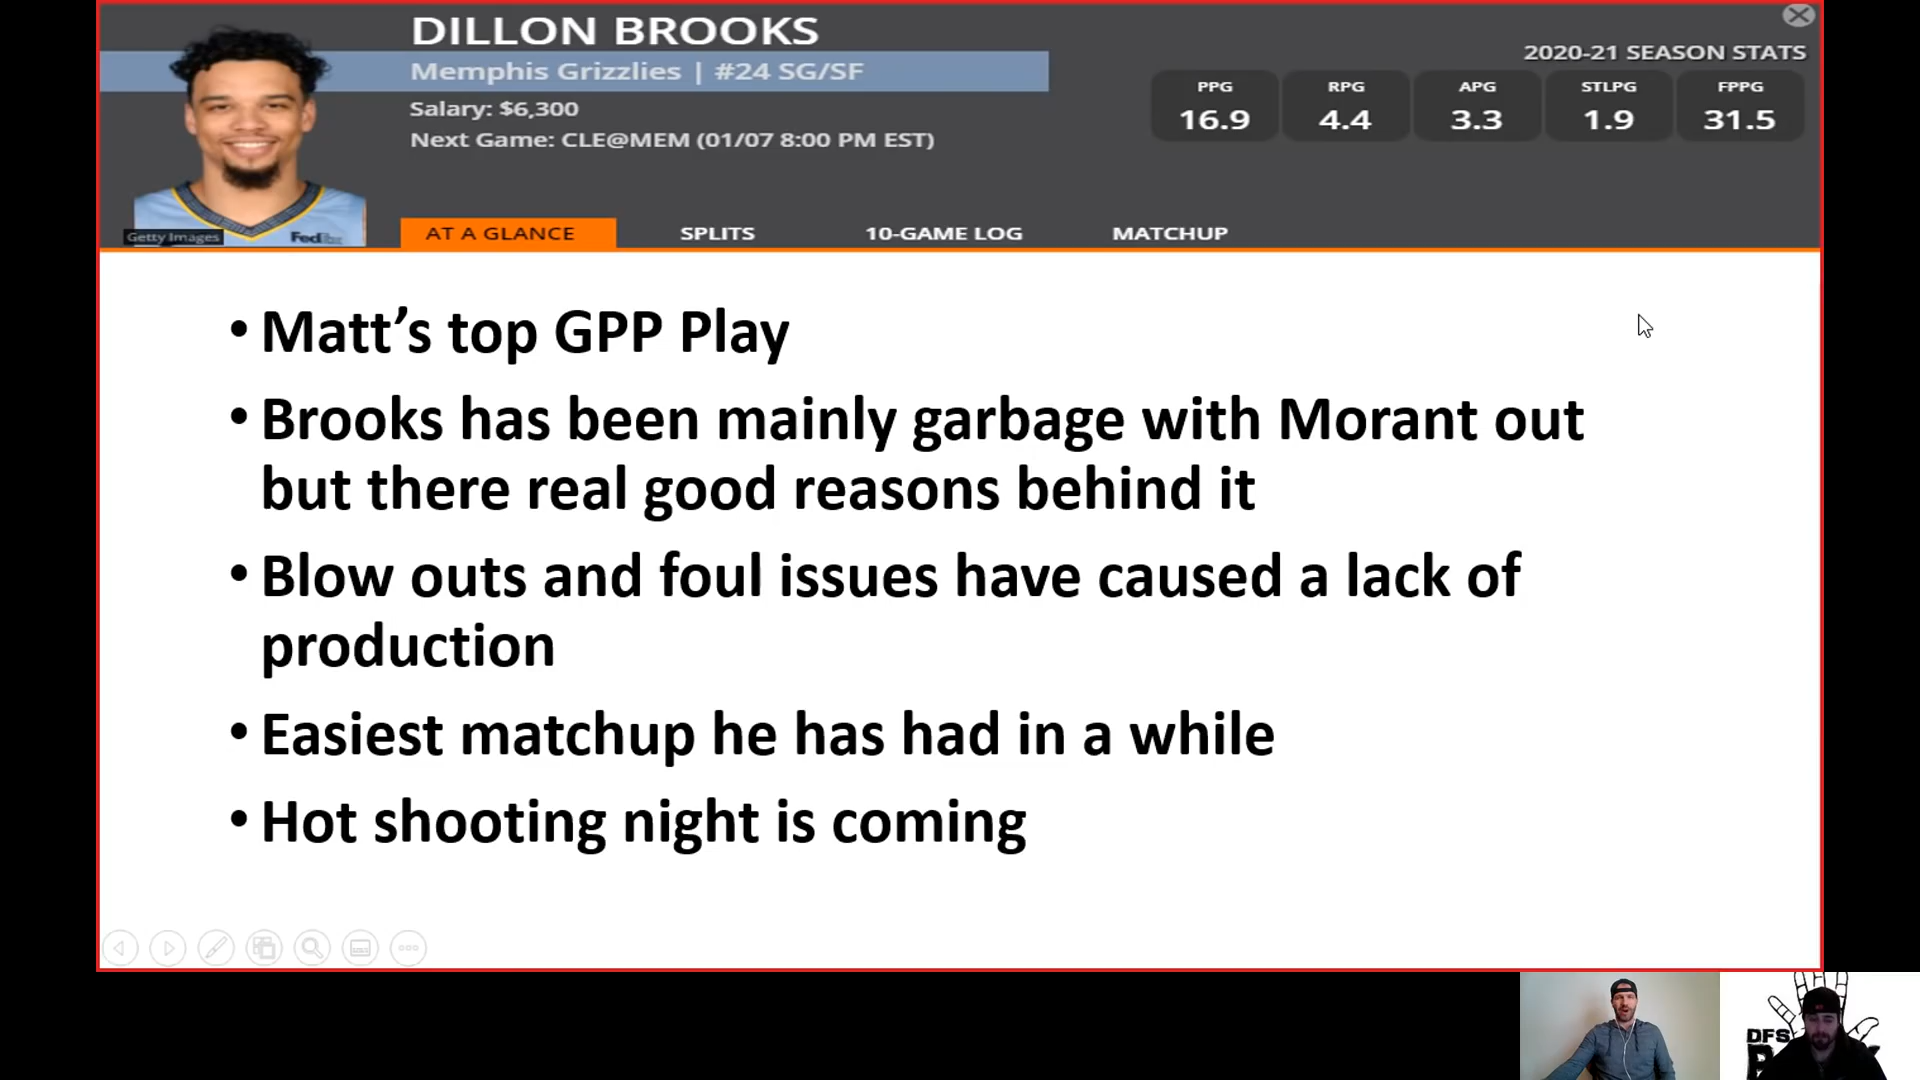 DILLON BROOKS
Memphis Grizzlies | #24 SG/SF
Salary: $6,300
Next Game: CLE@MEM (01/07 8:00 PM EST)
2020-21 SEASON STATS
PPG RPG APG STLPG FPPG
16.9 4.4 3.3 1.9 31.5
Getty Images
AT A GLANCE SPLITS 10-GAME LOG MATCHUP
• Matt’s top GPP Play
• Brooks has been mainly garbage with Morant out
but there real good reasons behind it
• Blow outs and foul issues have caused a lack of
production
• Easiest matchup he has had in a while
• Hot shooting night is coming
DFS